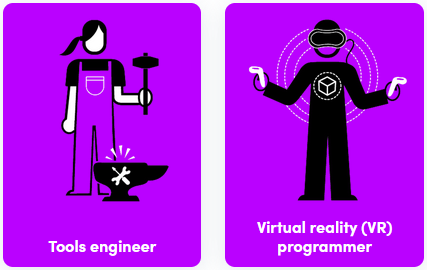 Tools engineer
Virtual reality (VR)
programmer